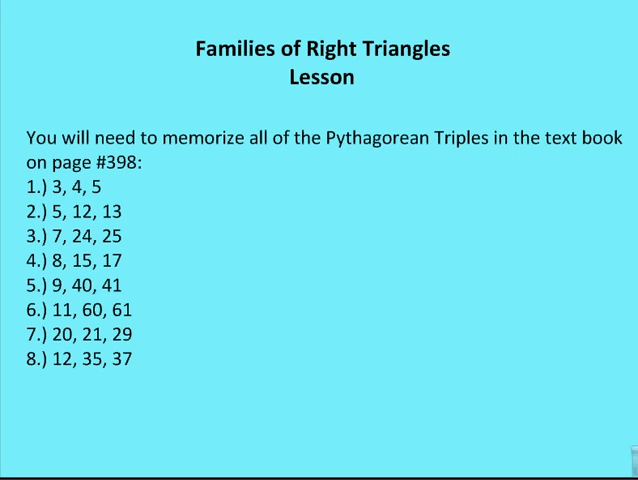 Families of Right Triangles
Lesson
You will need to memorize all of the Pythagorean Triples in the text book
on page #398:
1.) 3, 4, 5
2.) 5, 12, 13
3.) 7, 24, 25
4.) 8, 15, 17
5.) 9, 40, 41
6.) 11, 60, 61
7.) 20, 21, 29
8.) 12, 35, 37